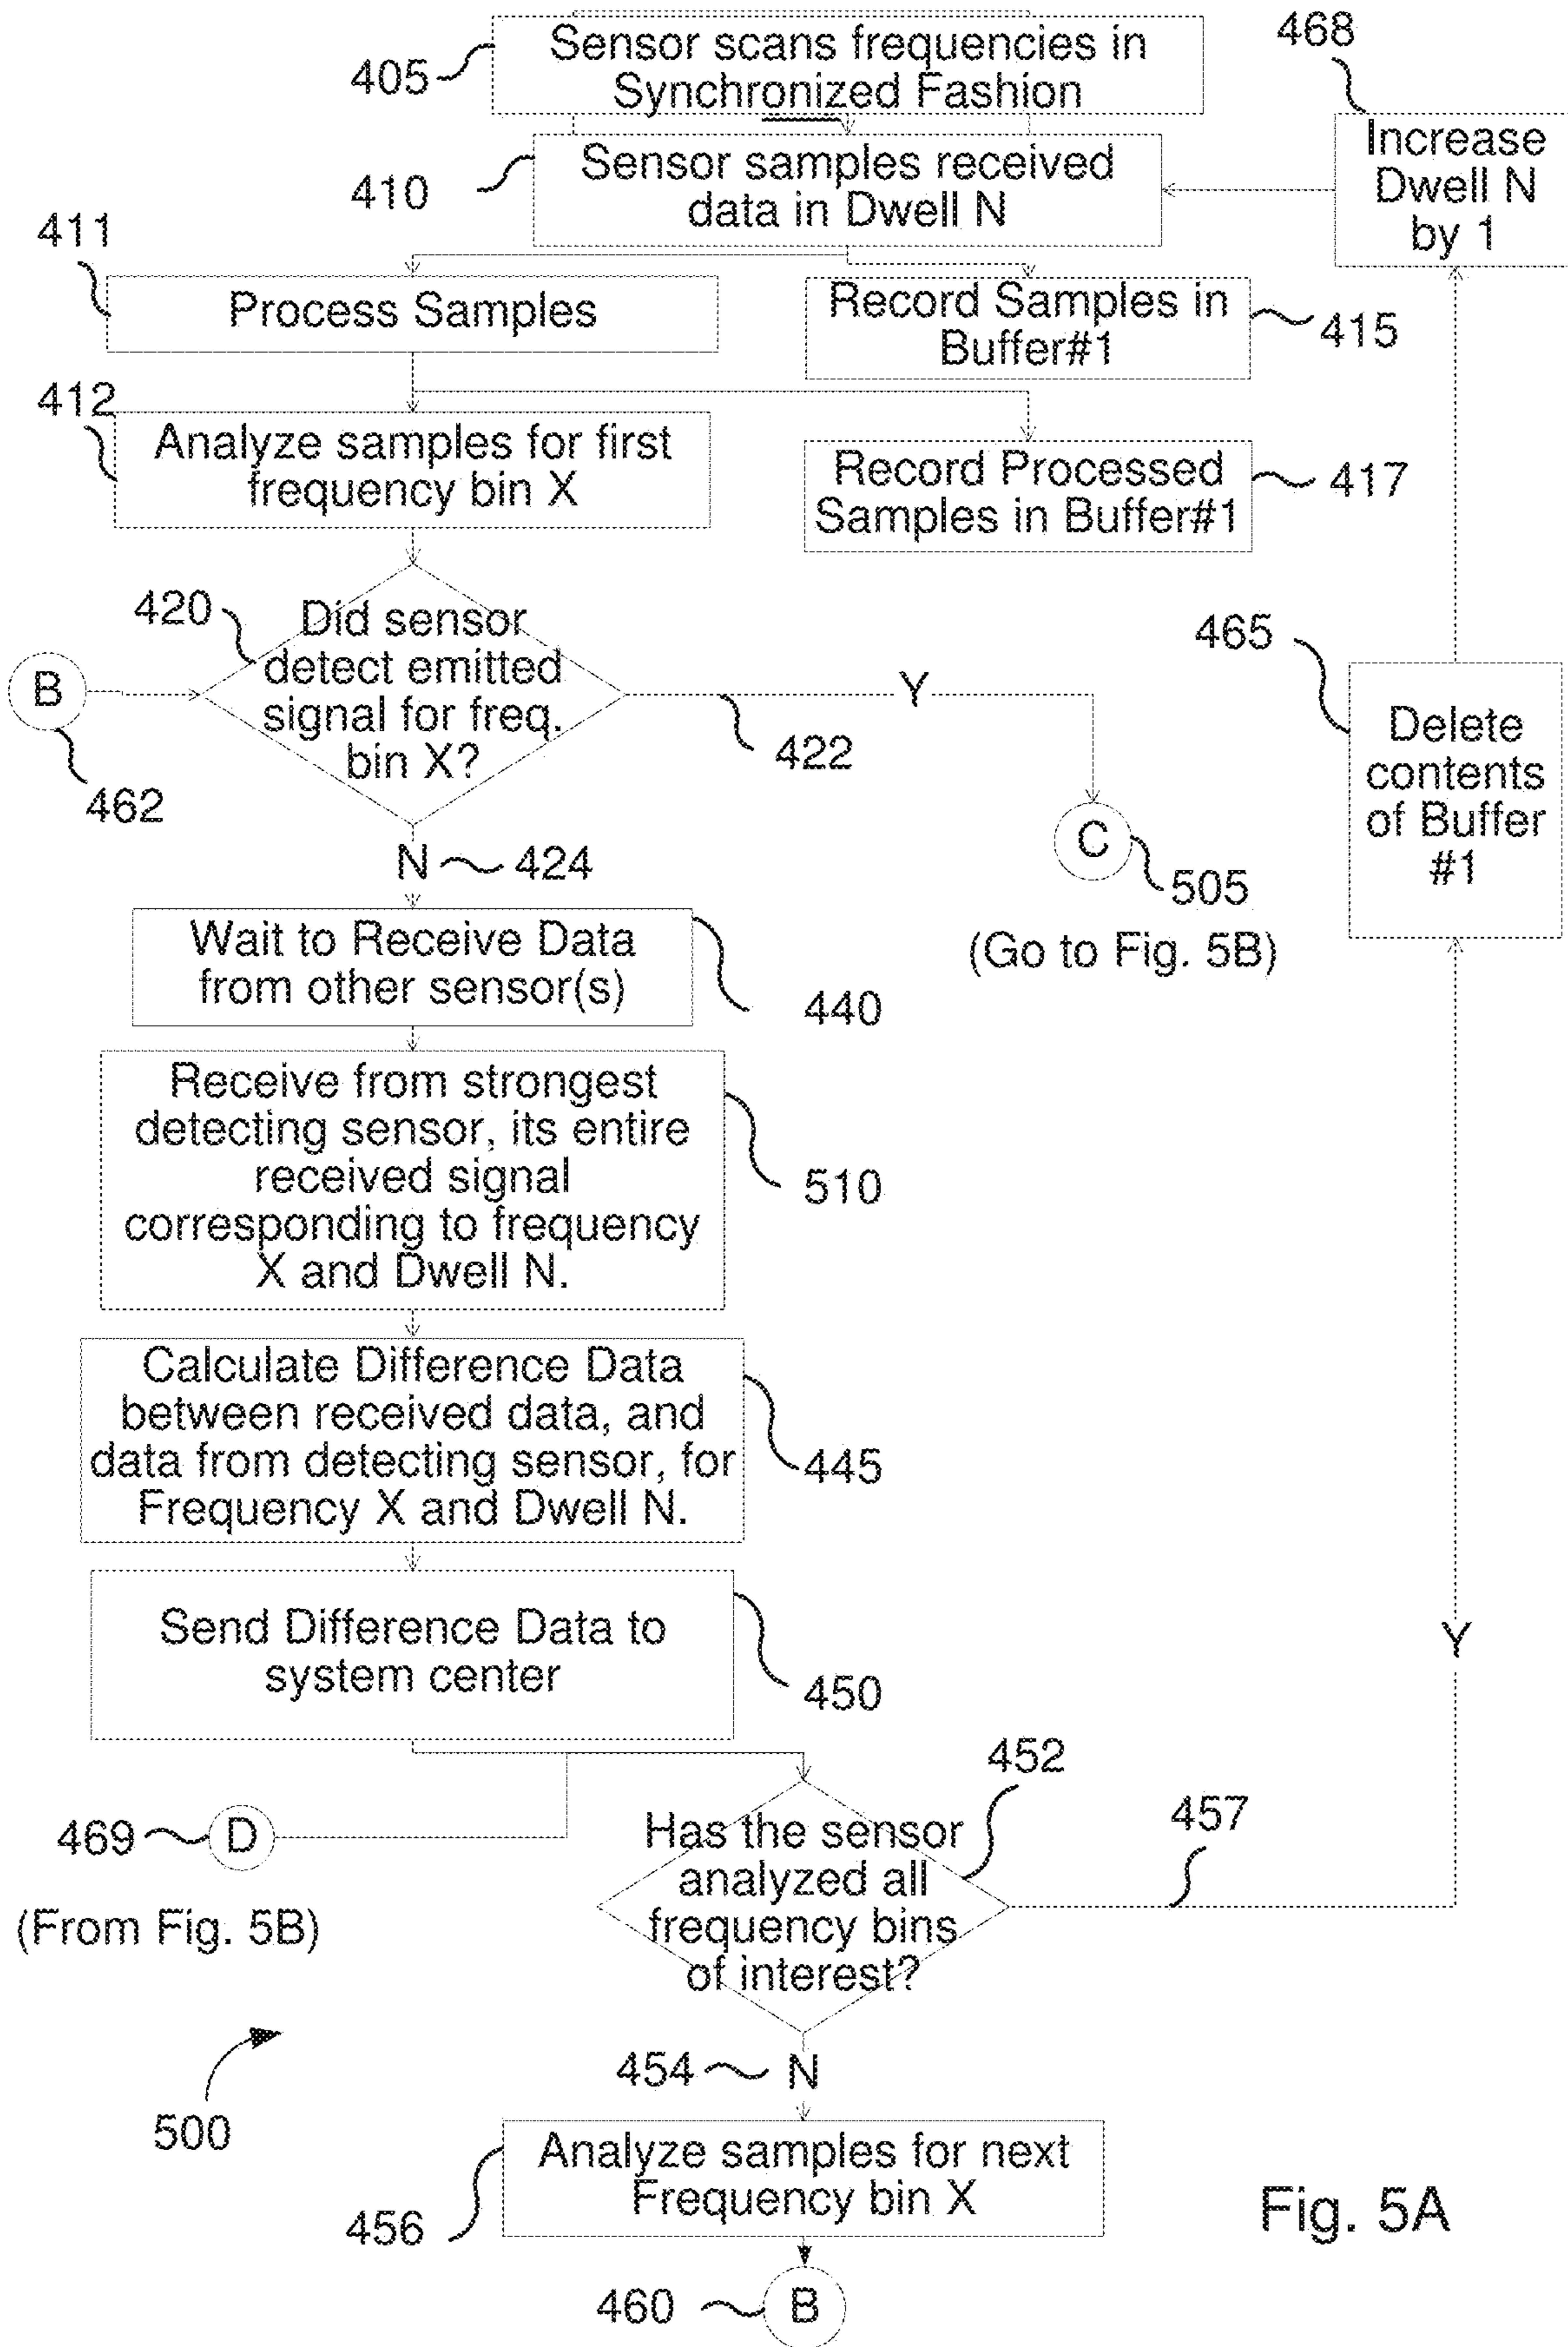 Sensor scans frequencies in
Synchronized Fashion
405
468
Increase
Dwell N
by 1
Sensor samples received
data in Dwell N
410
411
Process Samples
Record Samples in
Buffer#1
415
412
Analyze samples for first
frequency bin X
Record Processed
Samples in Buffer#1
417
420
Did sensor
detect emitted
signal for freq.
bin X?
B
462
Y
422
465
Delete
contents
of Buffer
#1
C
505
(Go to Fig. 5B)
N
424
Wait to Receive Data
from other sensor(s)
440
Receive from strongest
detecting sensor, its entire
received signal
corresponding to frequency
X and Dwell N.
510
Calculate Difference Data
between received data, and
data from detecting sensor, for
Frequency X and Dwell N.
445
Send Difference Data to
system center
450
Y
452
457
469
D
(From Fig. 5B)
Has the sensor
analyzed all
frequency bins
of interest?
454
N
500
Analyze samples for next
Frequency bin X
456
460
B
Fig. 5A